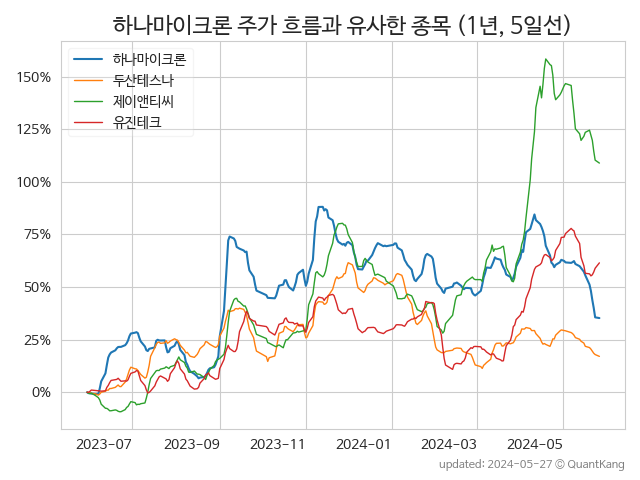 하나마이크론 주가 흐름과 유사한 종목 (1년, 5일선)
하나마이크론
두산테스나
제이앤티씨
유진테크
150%
125%
100%
75%
50%
25%
0%
2023-07
2023-09
2023-11
2024-01
2024-03
2024-05
updated: 2024-05-27 © QuantKang